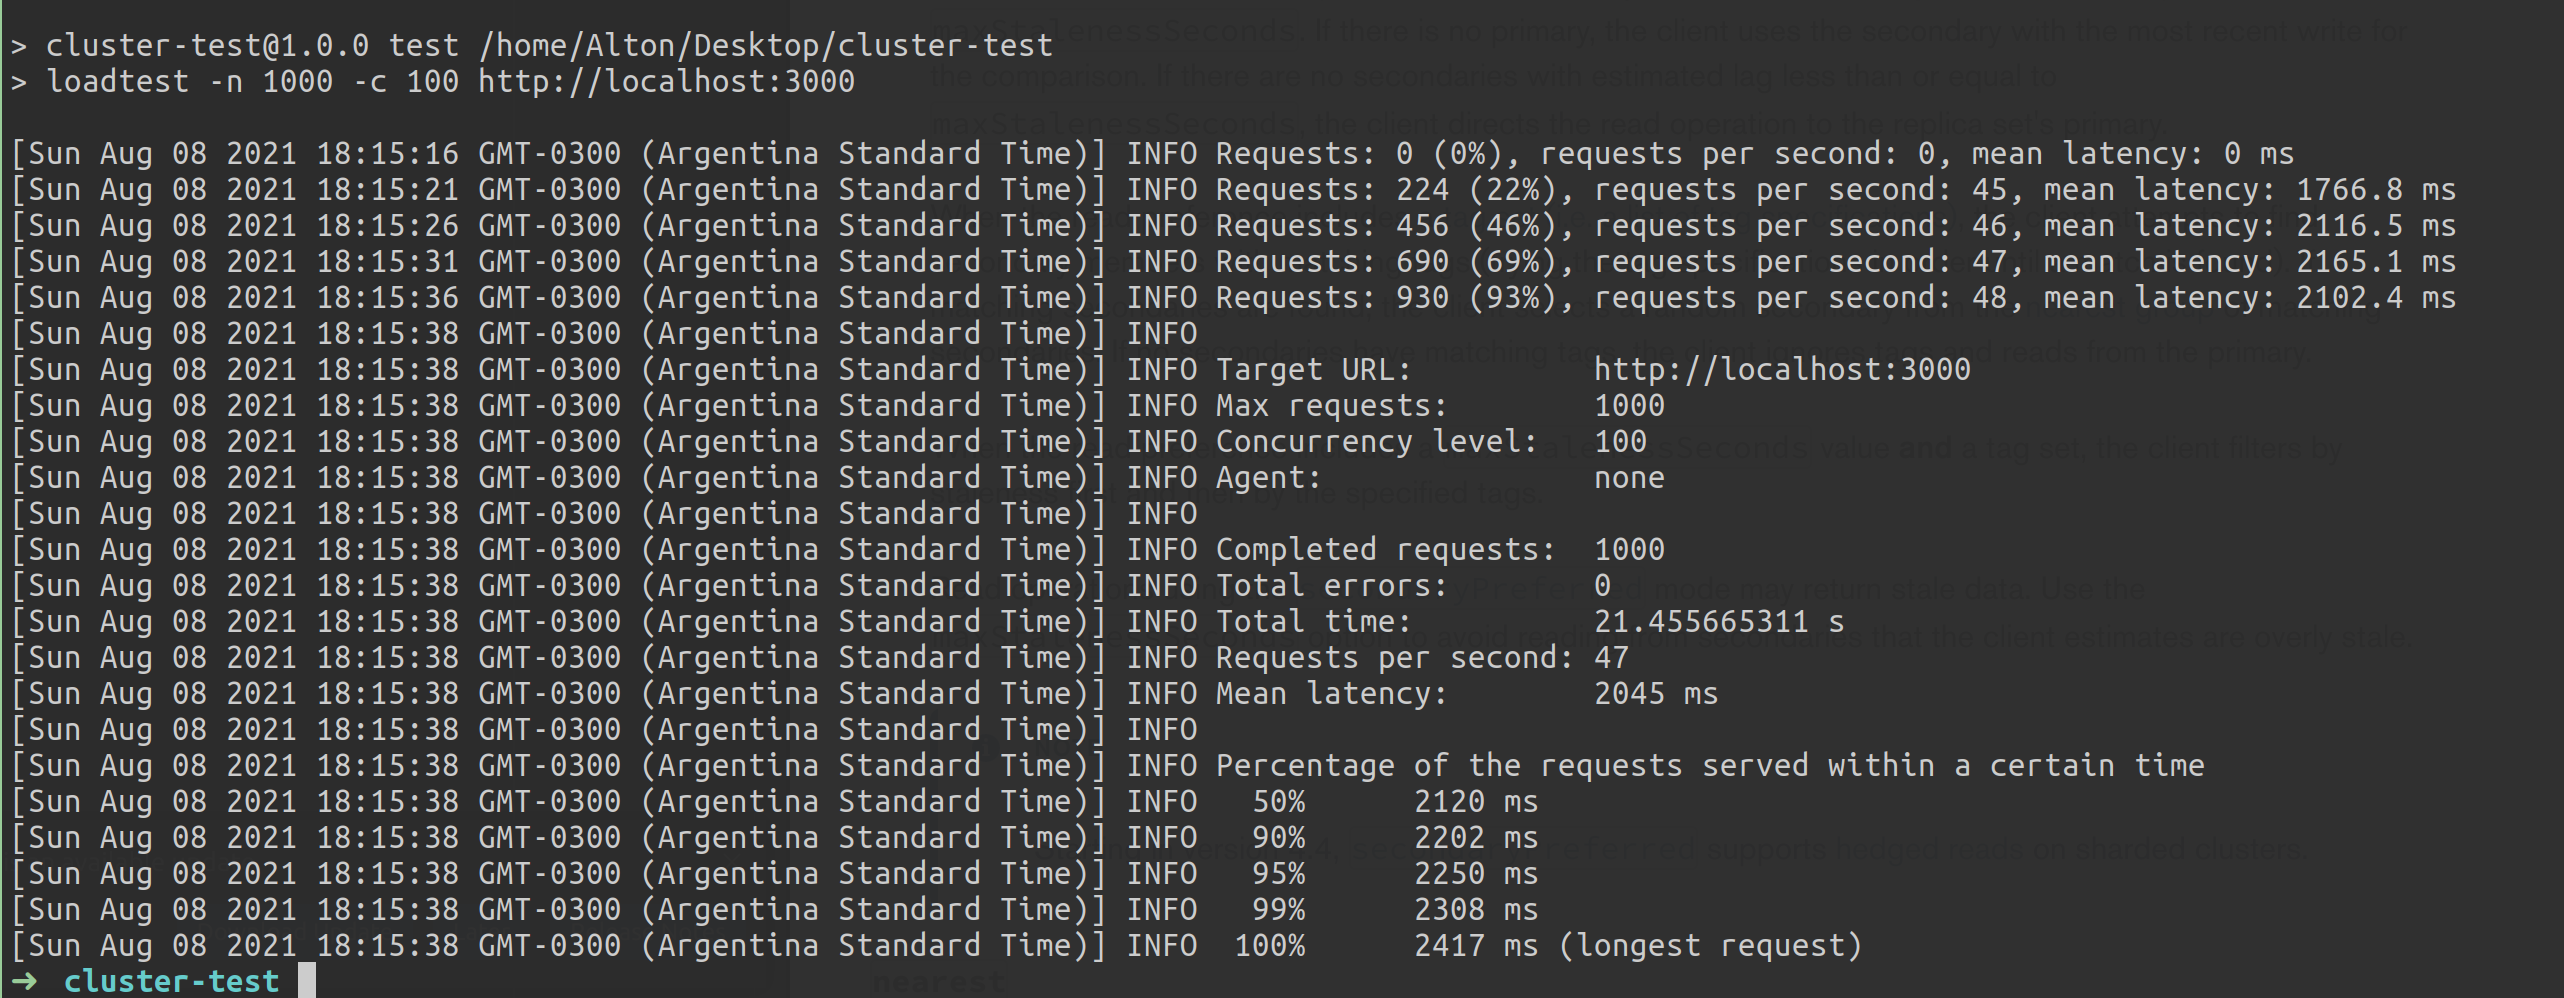 > cluster-test@1.0.0 test /home/Alton/Desktop/cluster-test
> loadtest -n 1000 -c 100 http://localhost:3000
[Sun Aug 08 2021 18:15:16 GMT-0300 (Argentina Standard Time)] INFO Requests: 0 (0%), requests per second: 0, mean latency: 0 ms
[Sun Aug 08 2021 18:15:21 GMT-0300 (Argentina Standard Time)] INFO Requests: 224 (22%), requests per second: 45, mean latency: 1766.8 ms
[Sun Aug 08 2021 18:15:26 GMT-0300 (Argentina Standard Time)] INFO Requests: 456 (46%), requests per second: 46, mean latency: 2116.5 ms
[Sun Aug 08 2021 18:15:31 GMT-0300 (Argentina Standard Time)] INFO Requests: 690 (69%), requests per second: 47, mean latency: 2165.1 ms
[Sun Aug 08 2021 18:15:36 GMT-0300 (Argentina Standard Time)] INFO Requests: 930 (93%), requests per second: 48, mean latency: 2102.4 ms
[Sun Aug 08 2021 18:15:38 GMT-0300 (Argentina Standard Time)] INFO
[Sun Aug 08 2021 18:15:38 GMT-0300 (Argentina Standard Time)] INFO Target URL: http://localhost:3000
[Sun Aug 08 2021 18:15:38 GMT-0300 (Argentina Standard Time)] INFO Max requests: 1000
[Sun Aug 08 2021 18:15:38 GMT-0300 (Argentina Standard Time)] INFO Concurrency level: 100
[Sun Aug 08 2021 18:15:38 GMT-0300 (Argentina Standard Time)] INFO Agent: none
[Sun Aug 08 2021 18:15:38 GMT-0300 (Argentina Standard Time)] INFO
[Sun Aug 08 2021 18:15:38 GMT-0300 (Argentina Standard Time)] INFO Completed requests: 1000
[Sun Aug 08 2021 18:15:38 GMT-0300 (Argentina Standard Time)] INFO Total errors: 0
[Sun Aug 08 2021 18:15:38 GMT-0300 (Argentina Standard Time)] INFO Total time: 21.455665311 s
[Sun Aug 08 2021 18:15:38 GMT-0300 (Argentina Standard Time)] INFO Requests per second: 47
[Sun Aug 08 2021 18:15:38 GMT-0300 (Argentina Standard Time)] INFO Mean latency: 2045 ms
[Sun Aug 08 2021 18:15:38 GMT-0300 (Argentina Standard Time)] INFO
[Sun Aug 08 2021 18:15:38 GMT-0300 (Argentina Standard Time)] INFO Percentage of the requests served within a certain time
[Sun Aug 08 2021 18:15:38 GMT-0300 (Argentina Standard Time)] INFO 50% 2120 ms
[Sun Aug 08 2021 18:15:38 GMT-0300 (Argentina Standard Time)] INFO 90% 2202 ms
[Sun Aug 08 2021 18:15:38 GMT-0300 (Argentina Standard Time)] INFO 95% 2250 ms
[Sun Aug 08 2021 18:15:38 GMT-0300 (Argentina Standard Time)] INFO 99% 2308 ms
[Sun Aug 08 2021 18:15:38 GMT-0300 (Argentina Standard Time)] INFO 100% 2417 ms (longest request)
➜ cluster-test